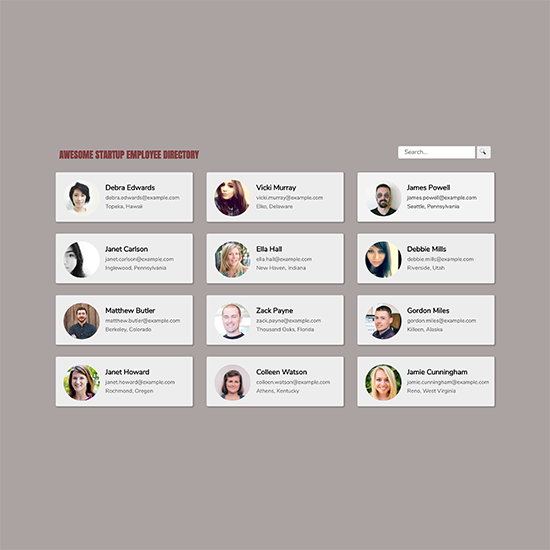 AWESOME STARTUP EMPLOYEE DIRECTORY
Search...
Debra Edwards
debra.edwards@example.com
Topeka, Hawaii
Vicki Murray
vicki.murray@example.com
Elko, Delaware
James Powell
james.powell@example.com
Seattle, Pennsylvania
Janet Carlson
janet.carlson@example.com
Inglewood, Pennsylvania
Ella Hall
ella.hall@example.com
New Haven, Indiana
Debbie Mills
debbie.mills@example.com
Riverside, Utah
Matthew Butler
matthew.butler@example.com
Berkeley, Colorado
Zack Payne
zack.payne@example.com
Thousand Oaks, Florida
Gordon Miles
gordon.miles@example.com
Killeen, Alaska
Janet Howard
janet.howard@example.com
Richmond, Oregon
Colleen Watson
colleen.watson@example.com
Athens, Kentucky
Jamie Cunningham
jamie.cunningham@example.com
Reno, West Virginia